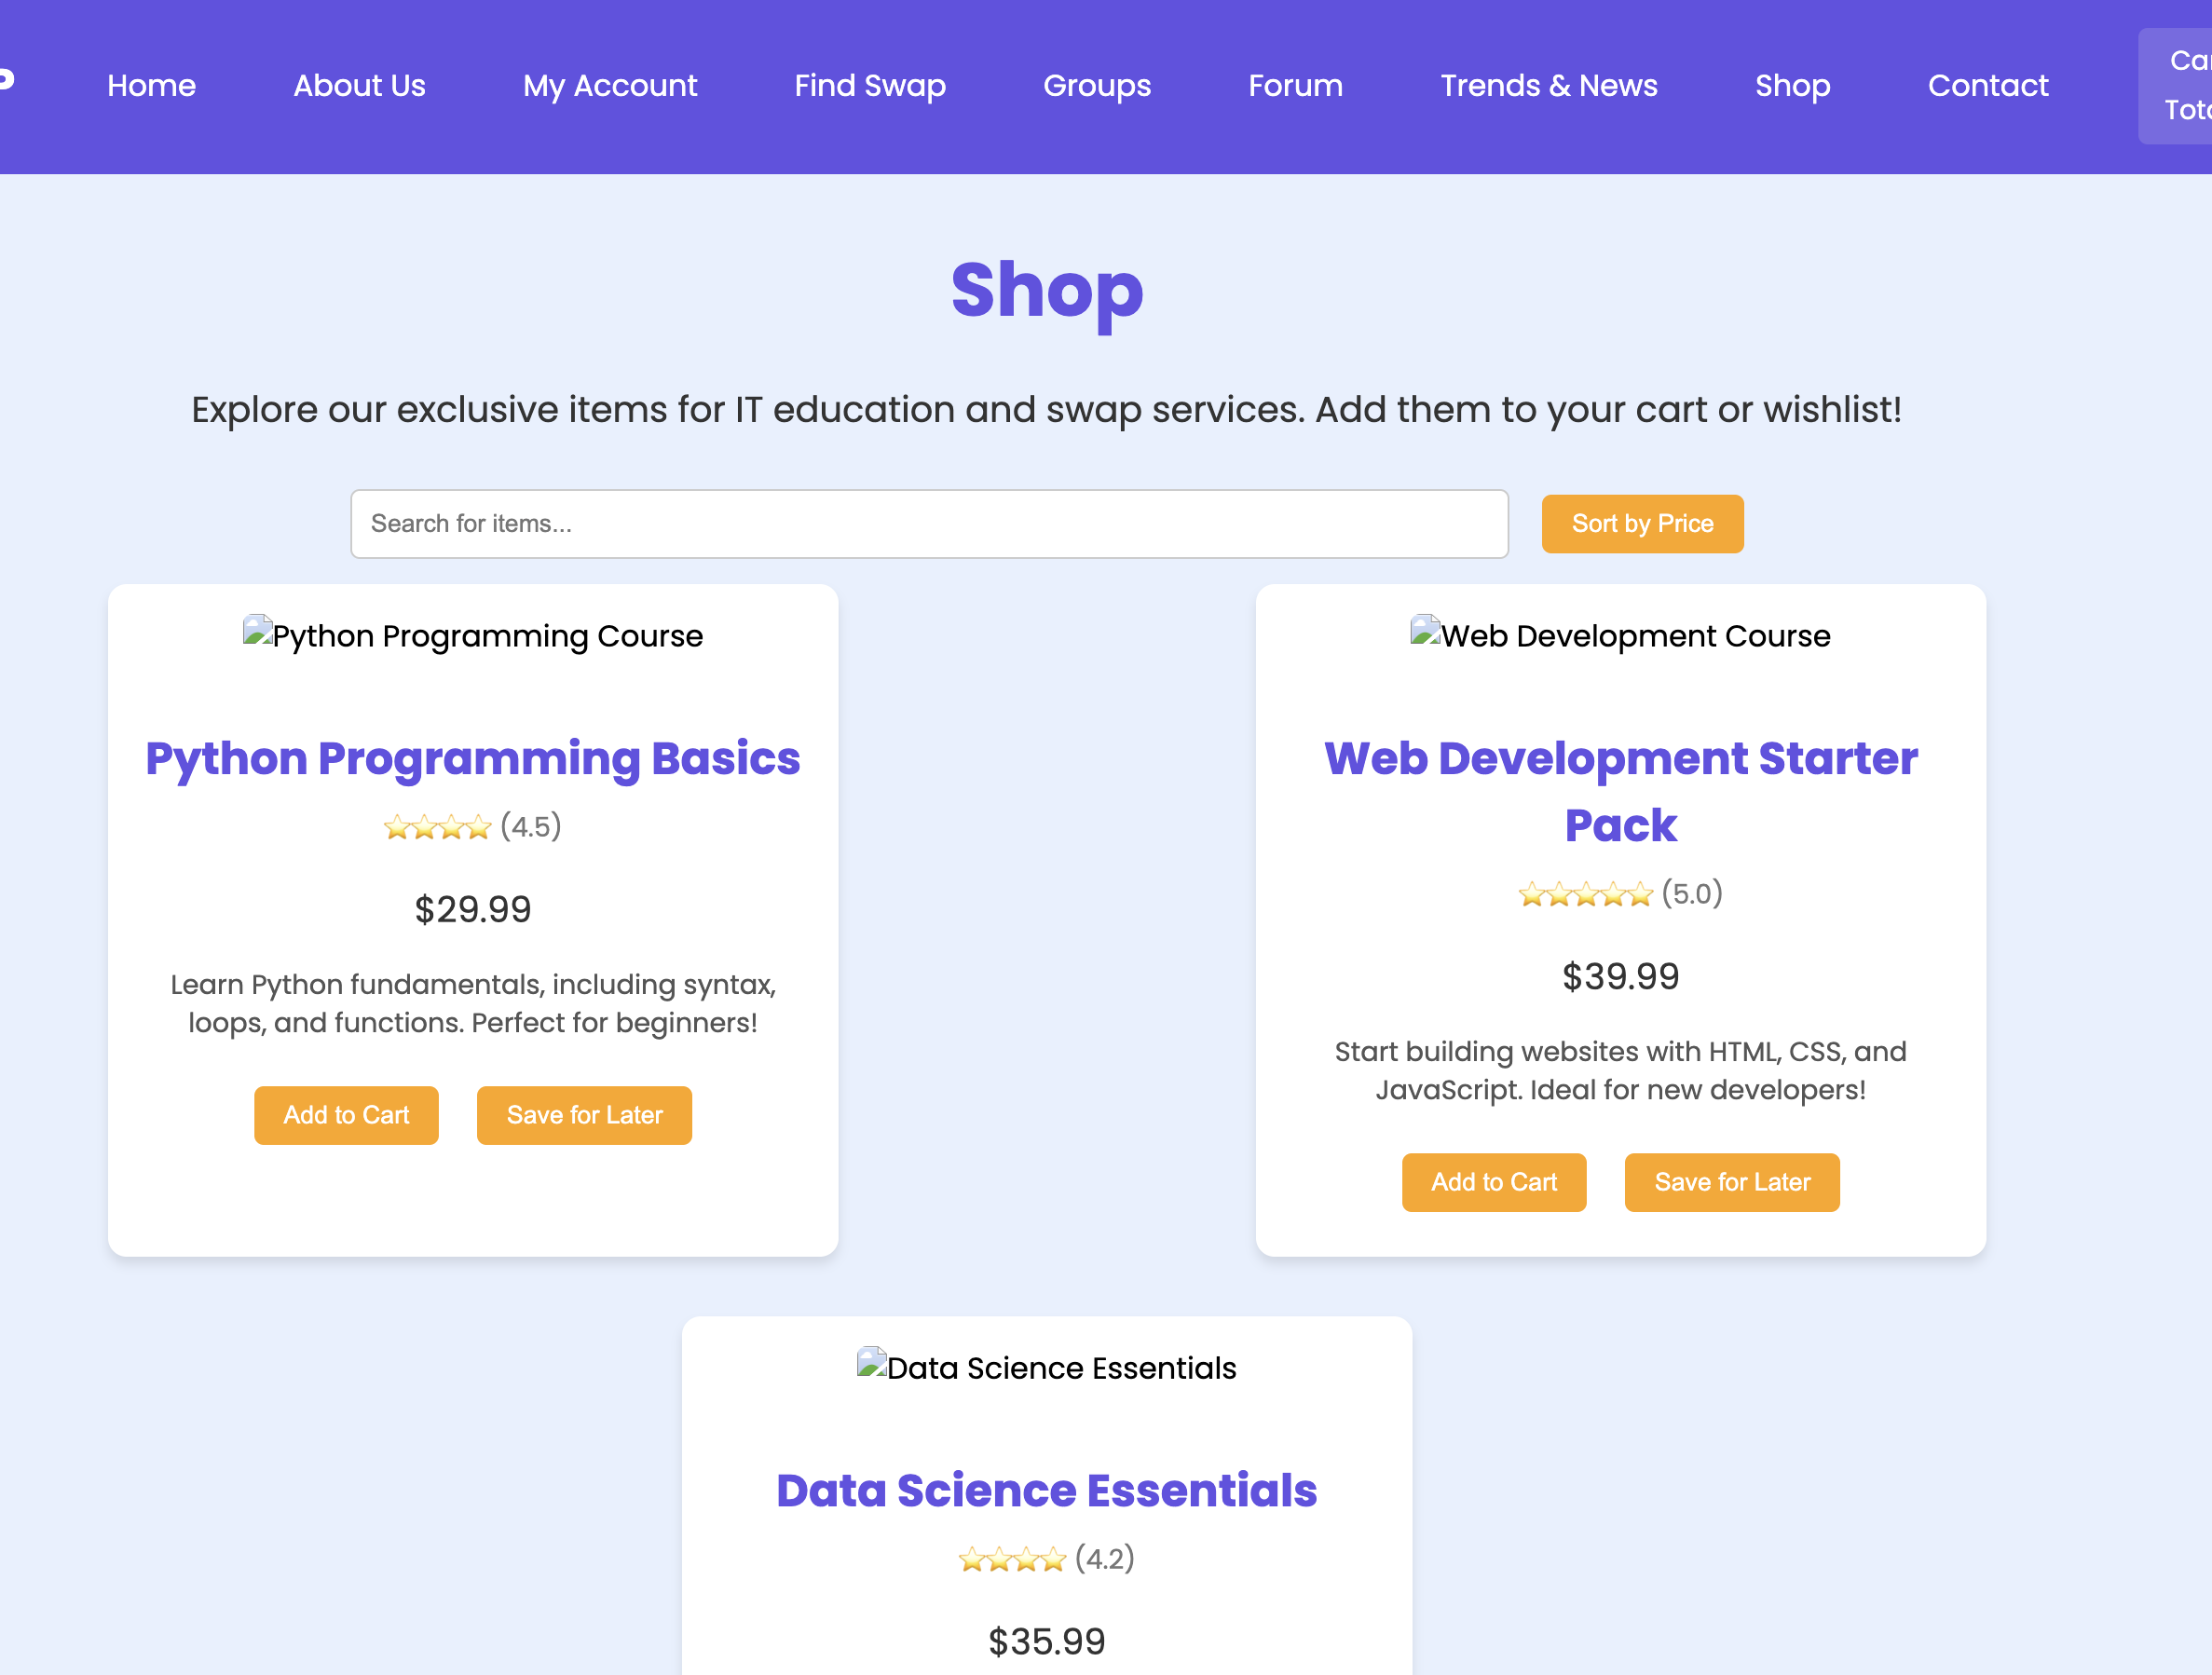 P
Home About Us My Account Find Swap Groups Forum Trends & News Shop Contact
Shop
Explore our exclusive items for IT education and swap services. Add them to your cart or wishlist!
Search for items...
Sort by Price
Python Programming Course
Python Programming Basics
⭐⭐⭐⭐ (4.5)
$29.99
Learn Python fundamentals, including syntax,
loops, and functions. Perfect for beginners!
Add to Cart Save for Later
Web Development Course
Web Development Starter
Pack
⭐⭐⭐⭐⭐ (5.0)
$39.99
Start building websites with HTML, CSS, and
JavaScript. Ideal for new developers!
Add to Cart Save for Later
Data Science Essentials
Data Science Essentials
⭐⭐⭐⭐ (4.2)
$35.99